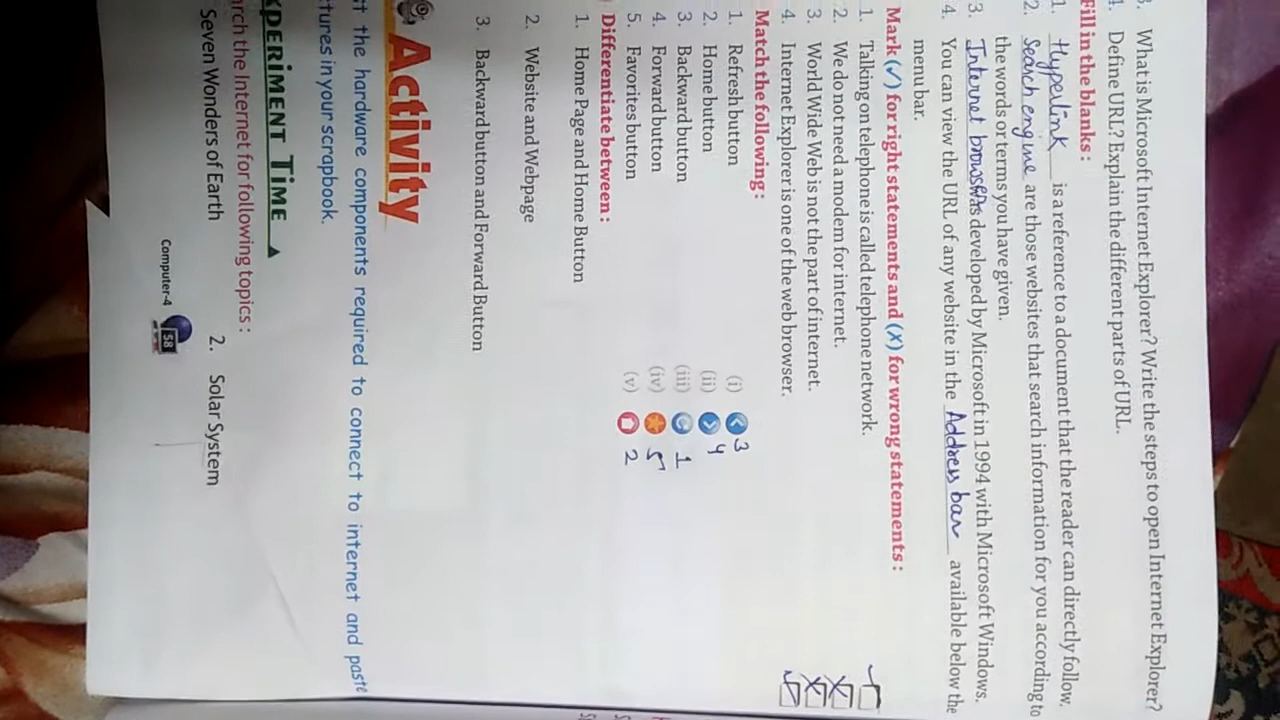 3. What is Microsoft Internet Explorer? Write the steps to open Internet Explorer?
4. Define URL? Explain the different parts of URL.
Fill in the blanks :
1. Hyperlink is a reference to a document that the reader can directly follow.
2. Search engine are those websites that search information for you according to
the words or terms you have given.
3. Internet browser is developed by Microsoft in 1994 with Microsoft Windows.
4. You can view the URL of any website in the Address bar available below the
menu bar.
Mark (✓) for right statements and (X) for wrong statements :
1. Talking on telephone is called telephone network. ✓
2. We do not need a modem for internet. X
3. World Wide Web is not the part of internet. X
4. Internet Explorer is one of the web browser. ✓
Match the following :
1. Refresh button (i) 3
2. Home button (ii) 4
3. Backward button (iii) 1
4. Forward button (iv) 5
5. Favorites button (v) 2
Differentiate between :
1. Home Page and Home Button
2. Website and Webpage
3. Backward button and Forward Button
Activity
the hardware components required to connect to internet and paste
in your scrapbook.
TIME
the Internet for following topics :
Seven Wonders of Earth 2. Solar System
Computer-4 58